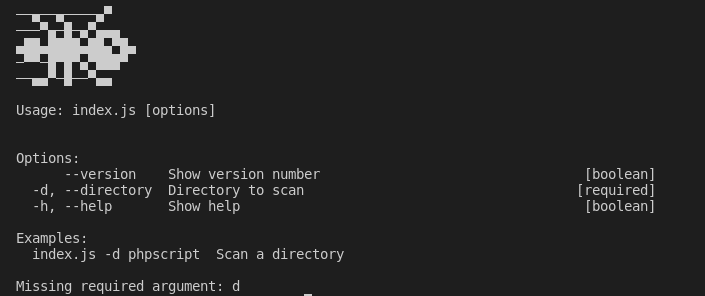 Usage: index.js [options]
Options:
--version    Show version number    [boolean]
-d, --directory  Directory to scan    [required]
-h, --help    Show help    [boolean]
Examples:
index.js -d phpscript  Scan a directory
Missing required argument: d